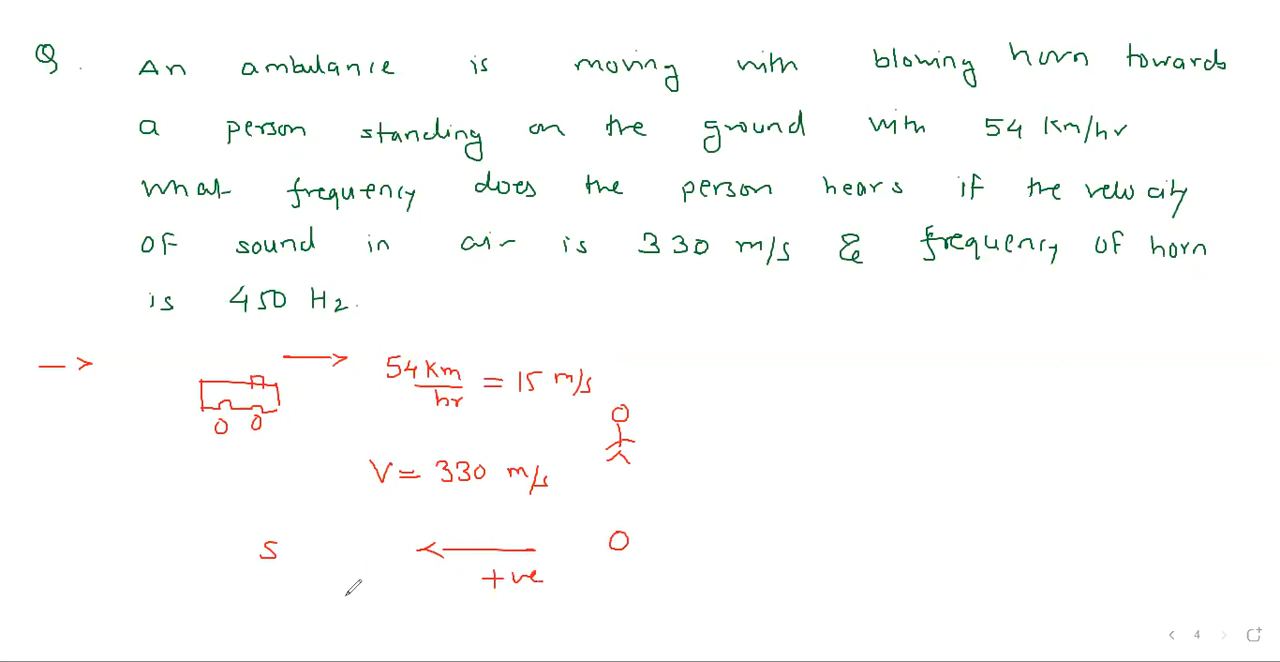 Q. An ambulance is moving with blowing horn towards
a person standing on the ground with 54 Km/hr
what frequency does the person hears if the velocity
of sound in air is 330 m/s & frequency of horn
is 450 Hz.
→ → 54 Km/hr = 15 m/s
V = 330 m/s
S ← O
+ve
4